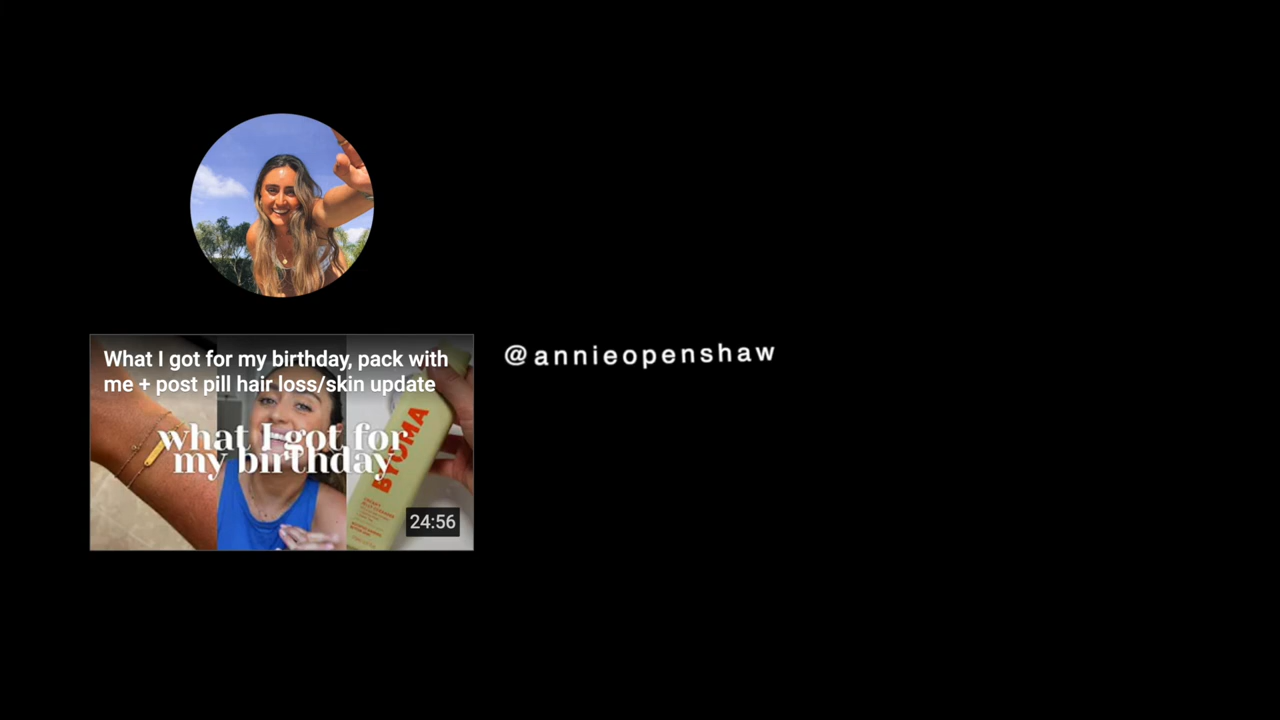 What I got for my birthday, pack with
me + post pill hair loss/skin update
what I got for
my birthday
BYOMA
24:56
@annieopenshaw